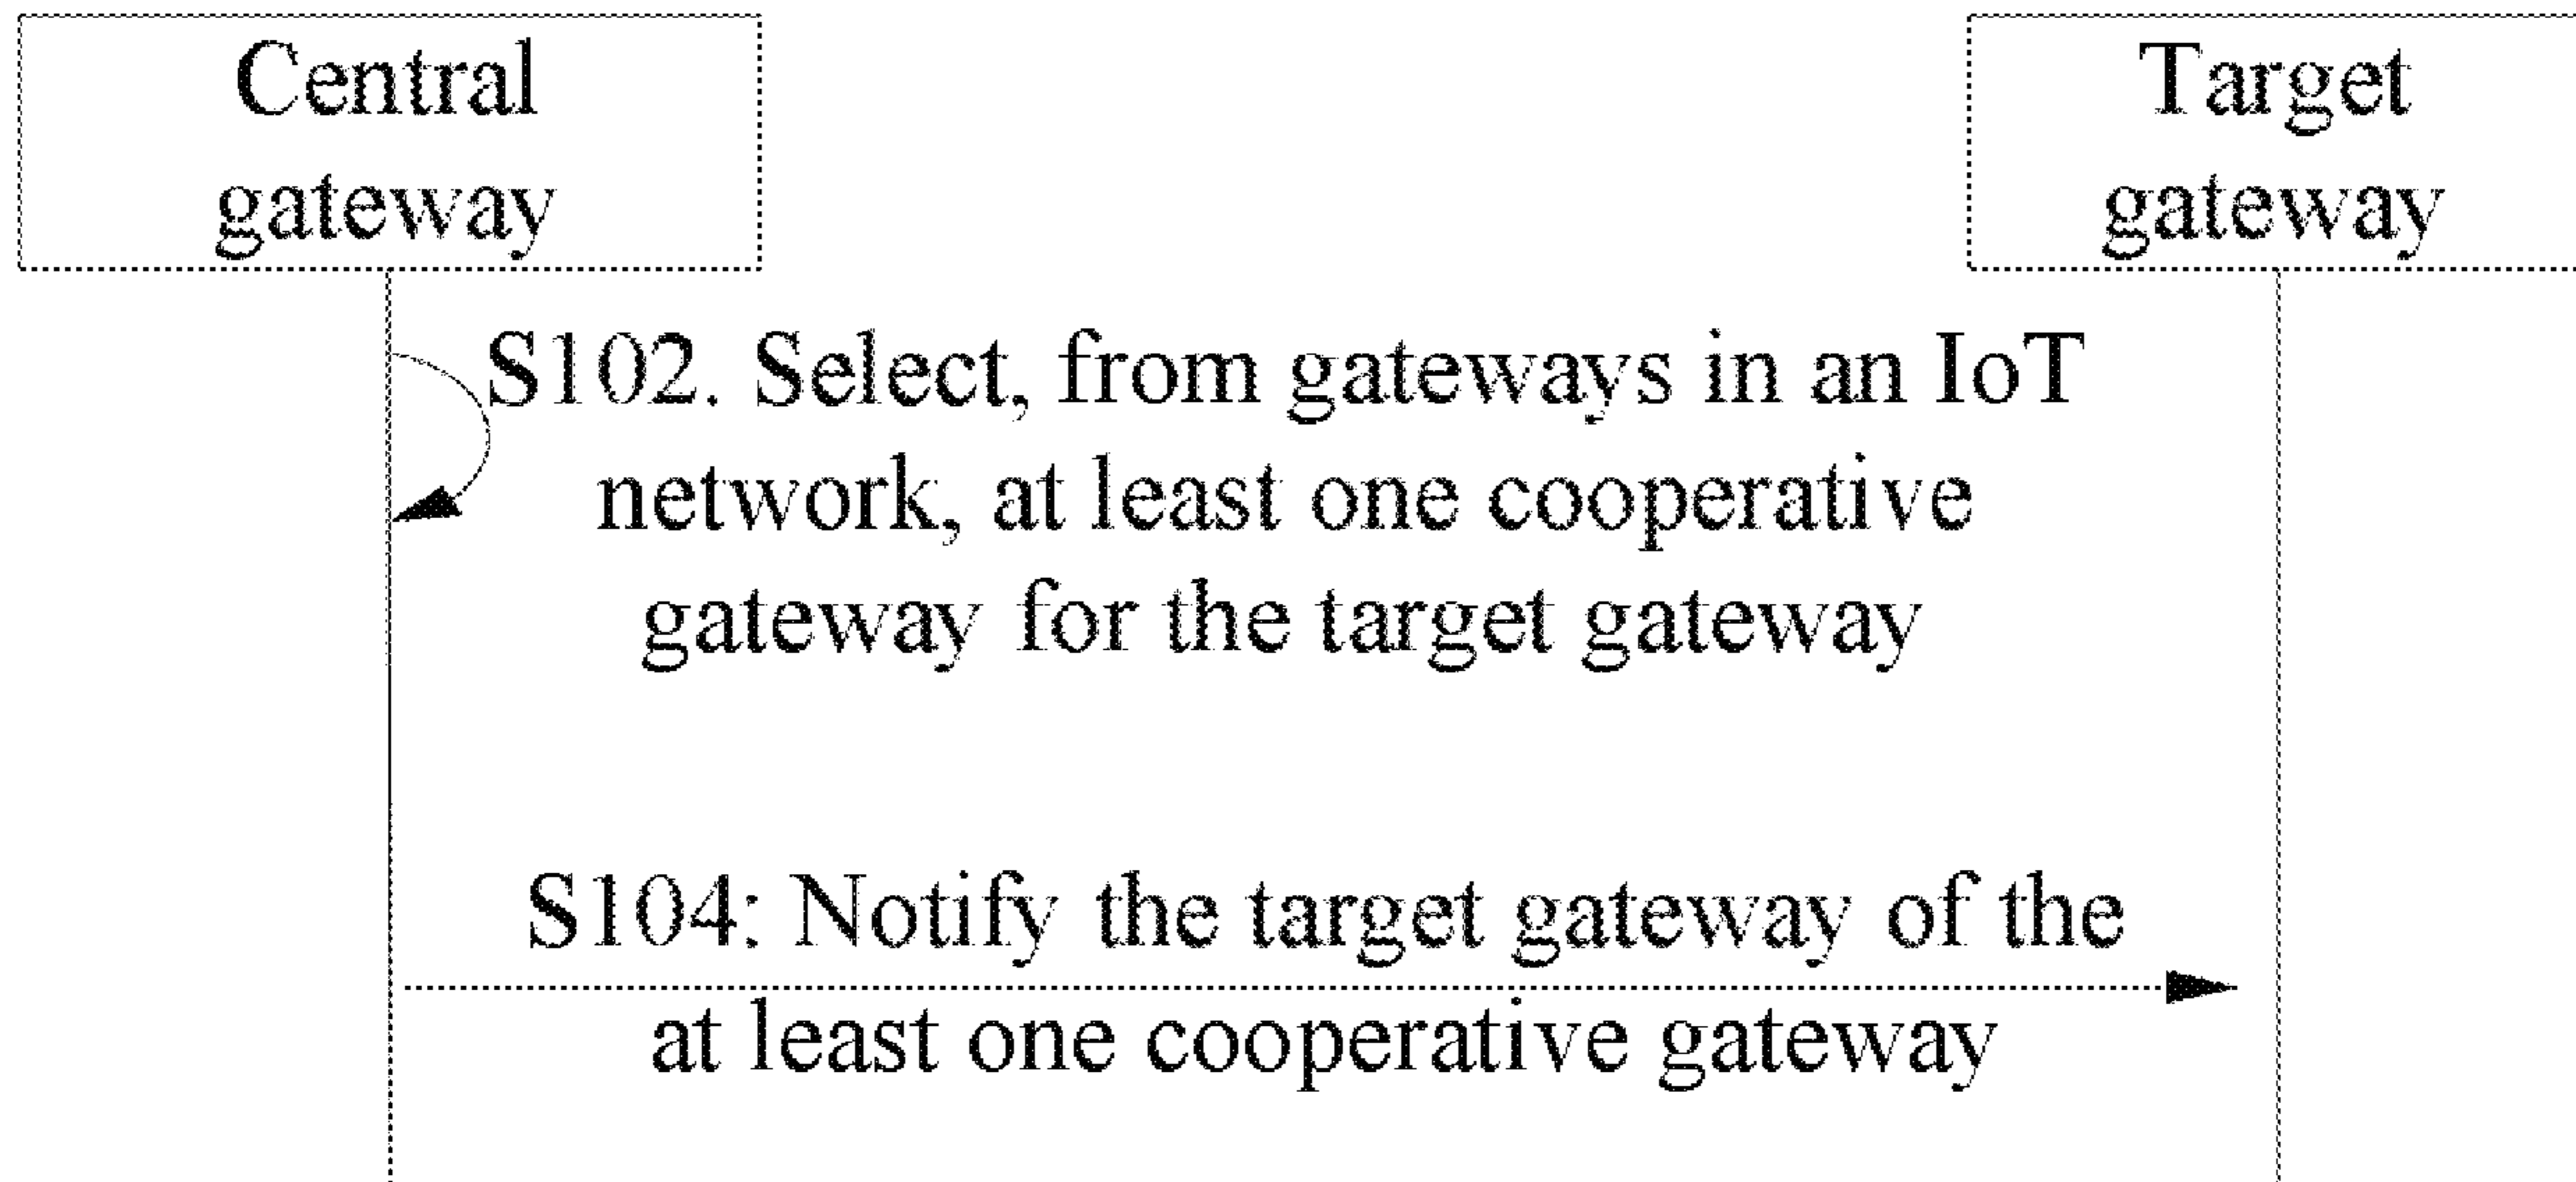 Central
gateway
Target
gateway
S102. Select, from gateways in an IoT
network, at least one cooperative
gateway for the target gateway
S104: Notify the target gateway of the
at least one cooperative gateway